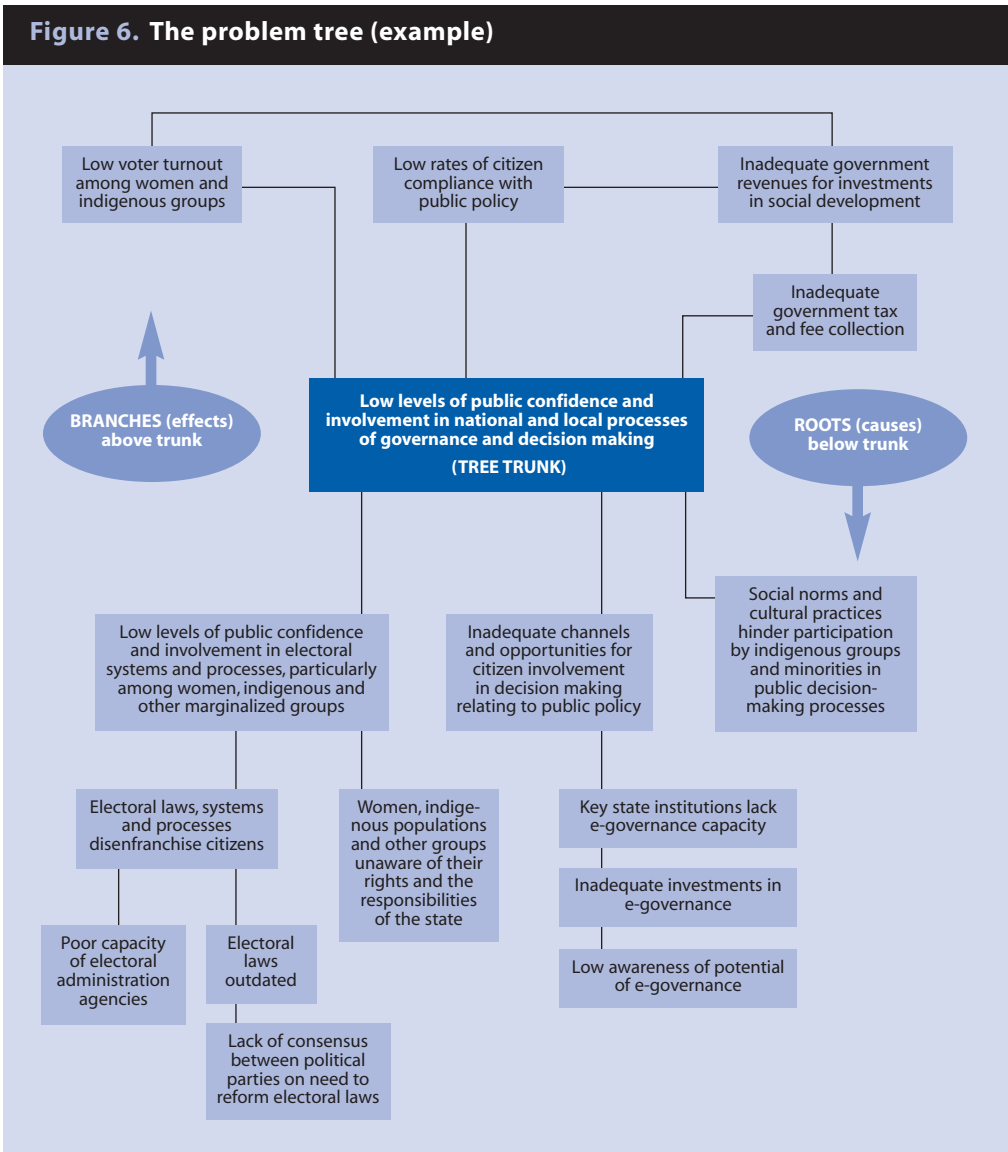 Figure 6. The problem tree (example)
Low voter turnout
among women and
indigenous groups
Low rates of citizen
compliance with
public policy
Inadequate government
revenues for investments
in social development
Inadequate
government tax
and fee collection
BRANCHES (effects)
above trunk
Low levels of public confidence and
involvement in national and local processes
of governance and decision making
(TREE TRUNK)
ROOTS (causes)
below trunk
Low levels of public confidence
and involvement in electoral
systems and processes, particularly
among women, indigenous and
other marginalized groups
Inadequate channels
and opportunities for
citizen involvement
in decision making
relating to public policy
Social norms and
cultural practices
hinder participation
by indigenous groups
and minorities in
public decision-
making processes
Electoral laws, systems
and processes
disenfranchise citizens
Women, indige-
nous populations
and other groups
unaware of their
rights and the
responsibilities
of the state
Key state institutions lack
e-governance capacity
Inadequate investments in
e-governance
Low awareness of potential
of e-governance
Poor capacity
of electoral
administration
agencies
Electoral
laws
outdated
Lack of consensus
between political
parties on need to
reform electoral laws